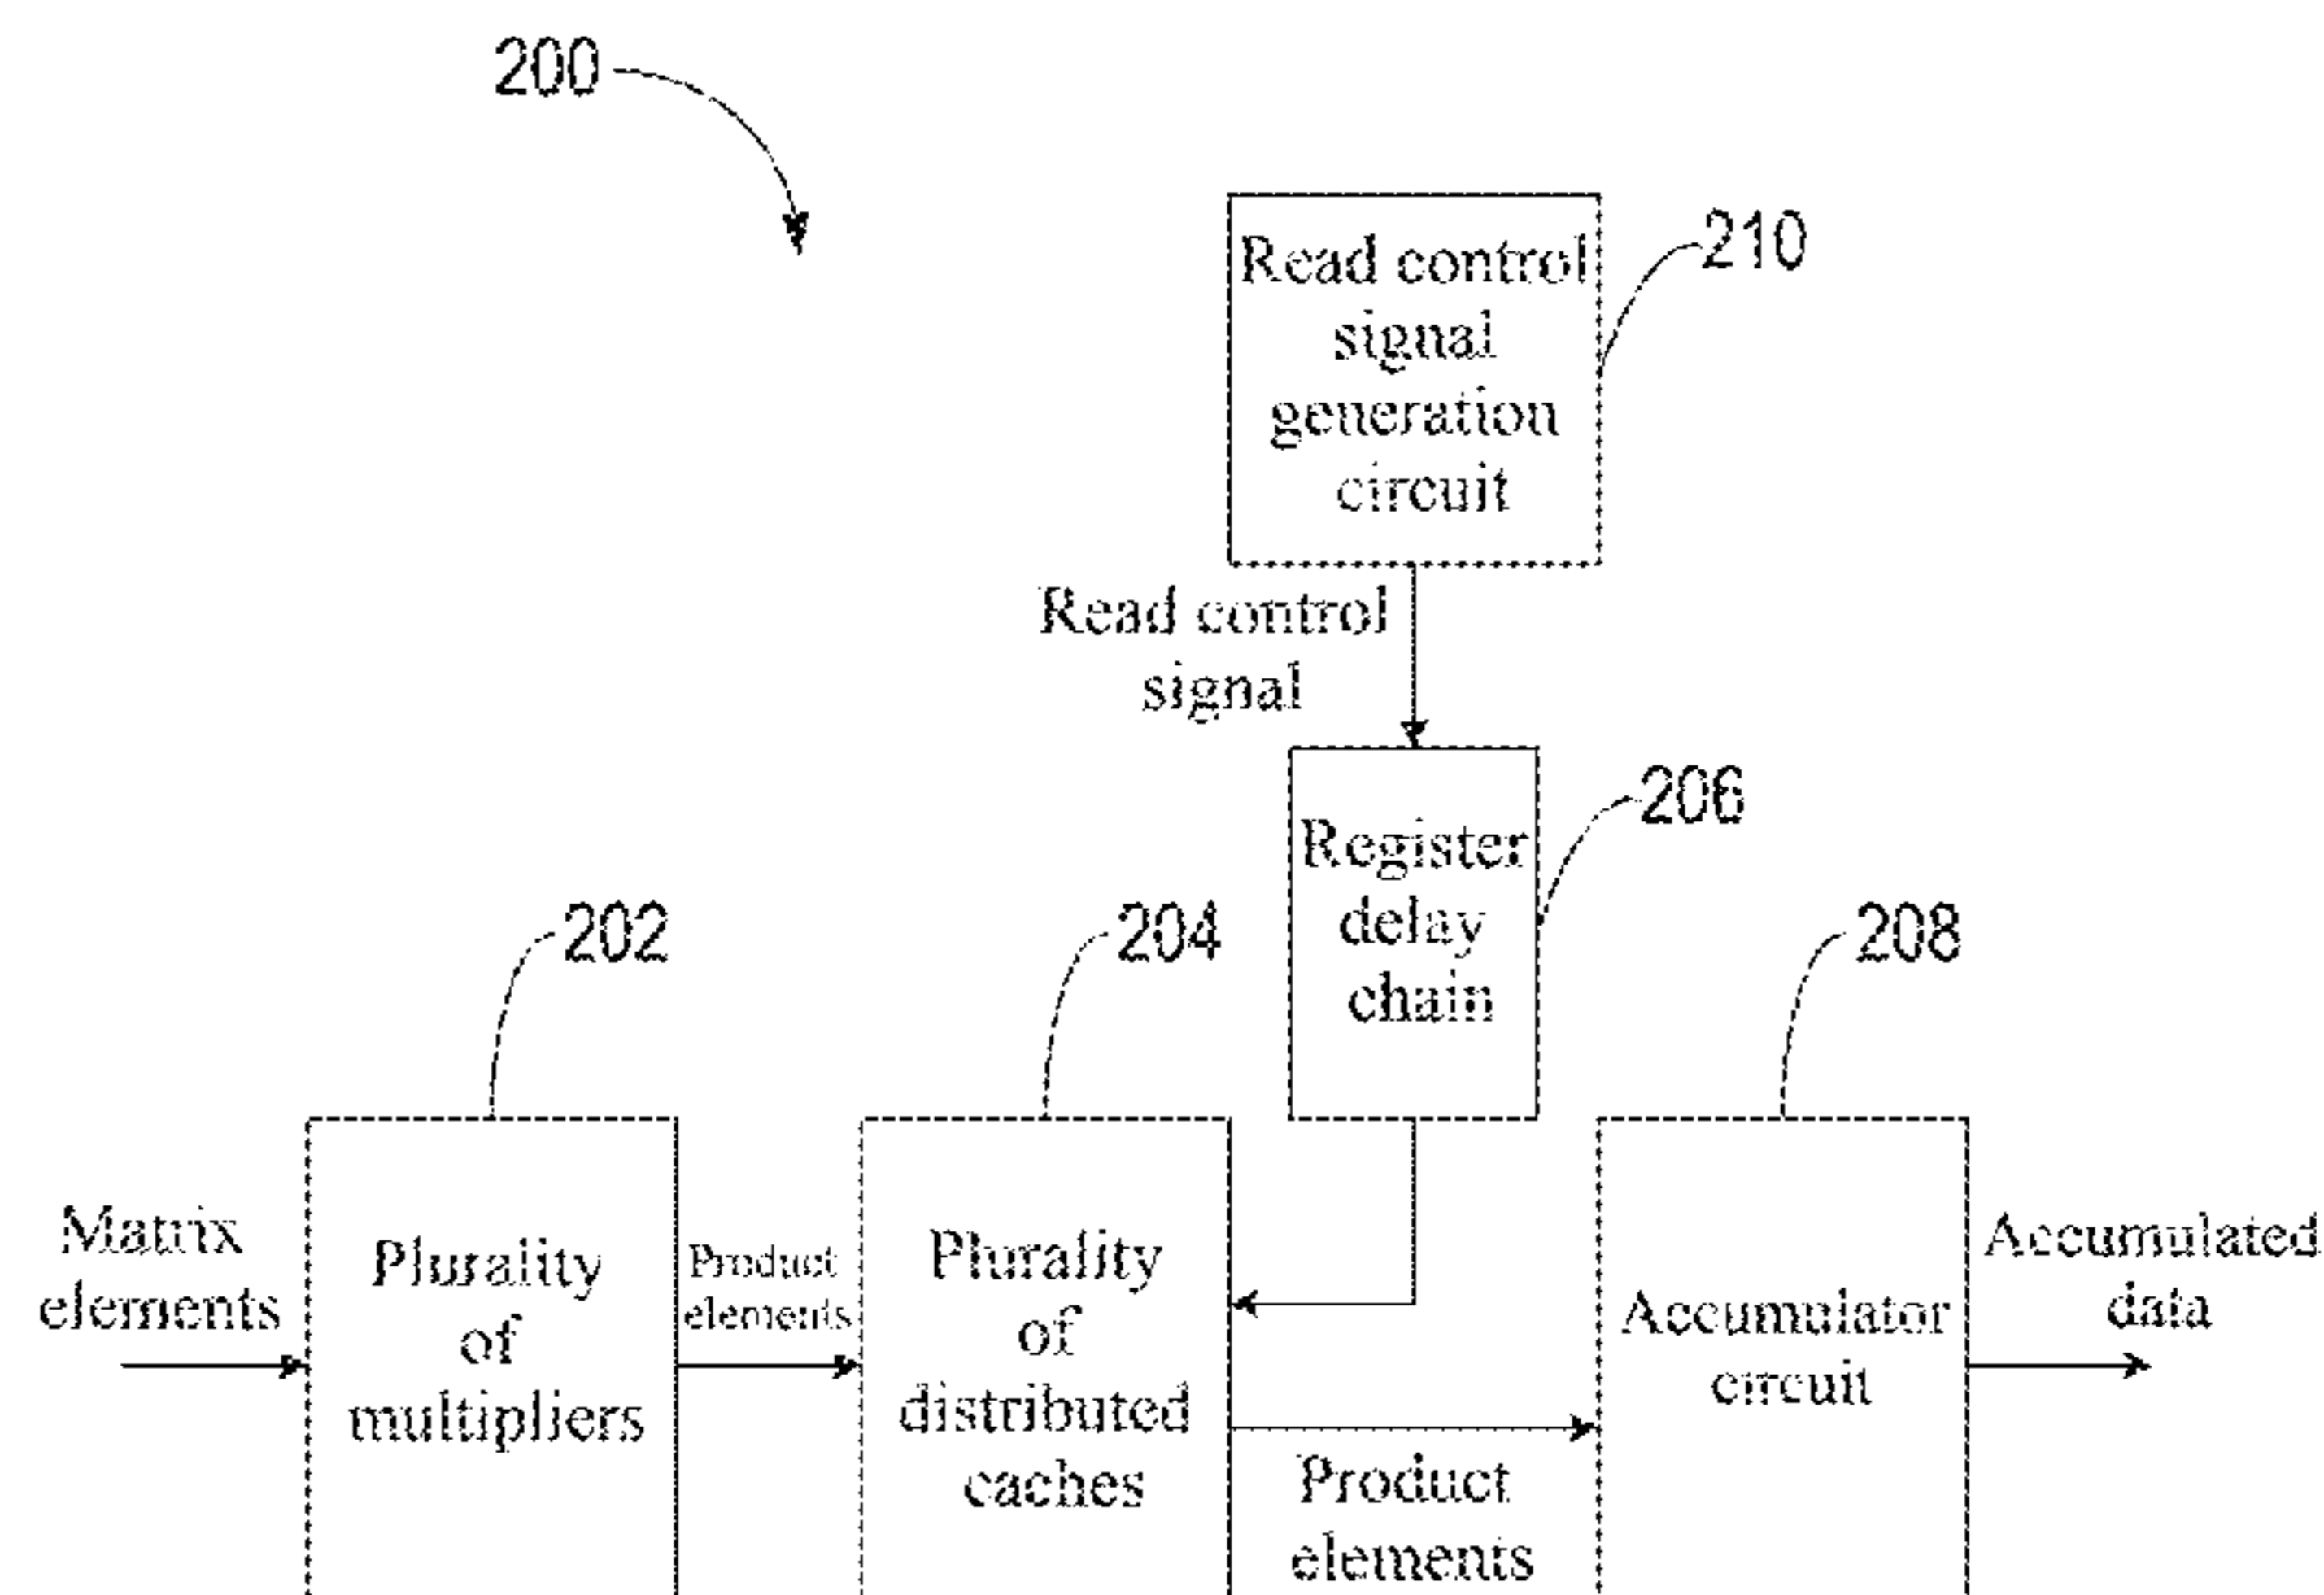 200
Read control
signal
generation
circuit
210
Read control
signal
Register
delay
chain
206
202
204
208
Matrix
elements
Plurality
of
multipliers
Product
elements
Plurality
of
distributed
caches
Product
elements
Accumulator
circuit
Accumulated
data